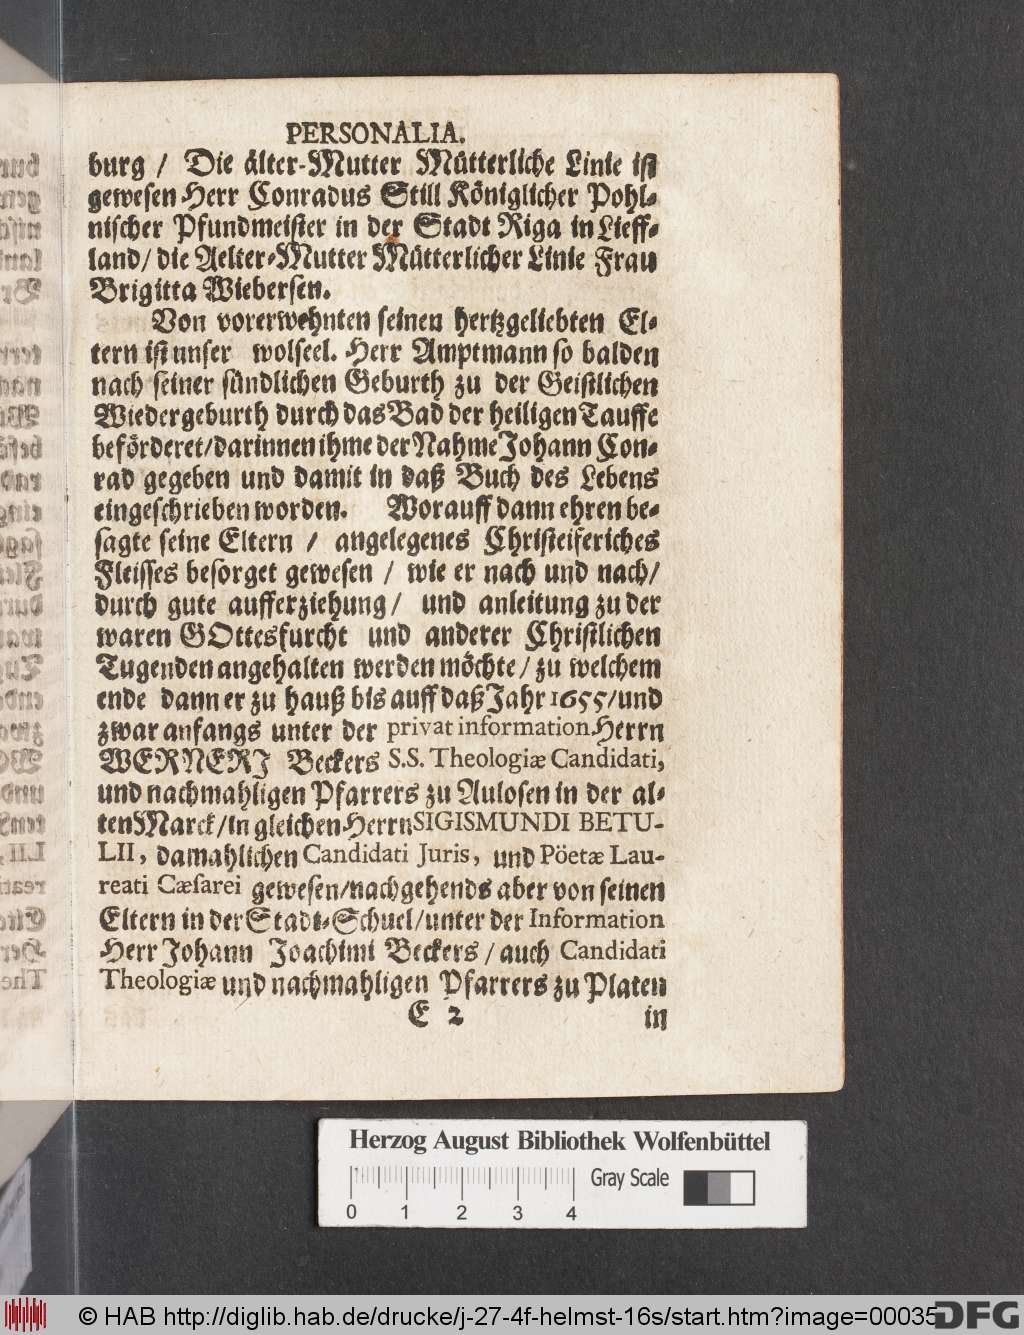 PERSONALIA.
burg / Die älter-Mutter Mütterliche Linie ist
gewesen Herr Conradus Still Königlicher Pohl-
nischer Pfundmeister in der Stadt Riga in Lieff-
land/ die Aelter-Mutter Mütterlicher Linie Frau
Brigitta Wiebersen.
Von vorerwehnten seinen hertzgeliebten El-
tern ist unser wolseel. Herr Amptmann so balden
nach seiner sündlichen Geburth zu der Geistlichen
Wiedergeburth durch das Bad der heiligen Tauffe
beförderet/darinnen ihme der Nahme Johann Con-
rad gegeben und damit in daß Buch des Lebens
eingeschrieben worden. Worauff dann ehren be-
sagte seine Eltern / angelegenes Christeiferiches
Fleisses besorget gewesen / wie er nach und nach/
durch gute aufferziehung/ und anleitung zu der
waren GOttesfurcht und anderer Christlichen
Tugenden angehalten werden möchte/ zu welchem
ende dann er zu hauß bis auff daß Jahr 1655/und
zwar anfangs unter der privat information Herrn
WERNERJ Beckers S.S. Theologiæ Candidati,
und nachmahligen Pfarrers zu Aulosen in der al-
ten Marck/in gleichen Herrn SIGISMUNDI BETU-
LII, damahlichen Candidati Juris, und Pöetæ Lau-
reati Cæsarei gewesen/nachgehends aber von seinen
Eltern in der Stadt-Schuel/unter der Information
Herr Johann Joachimi Beckers/ auch Candidati
Theologiæ und nachmahligen Pfarrers zu Platen
E 2 in
Herzog August Bibliothek Wolfenbüttel
Gray Scale
0 1 2 3 4
© HAB http://diglib.hab.de/drucke/j-27-4f-helmst-16s/start.htm?image=00035
DFG